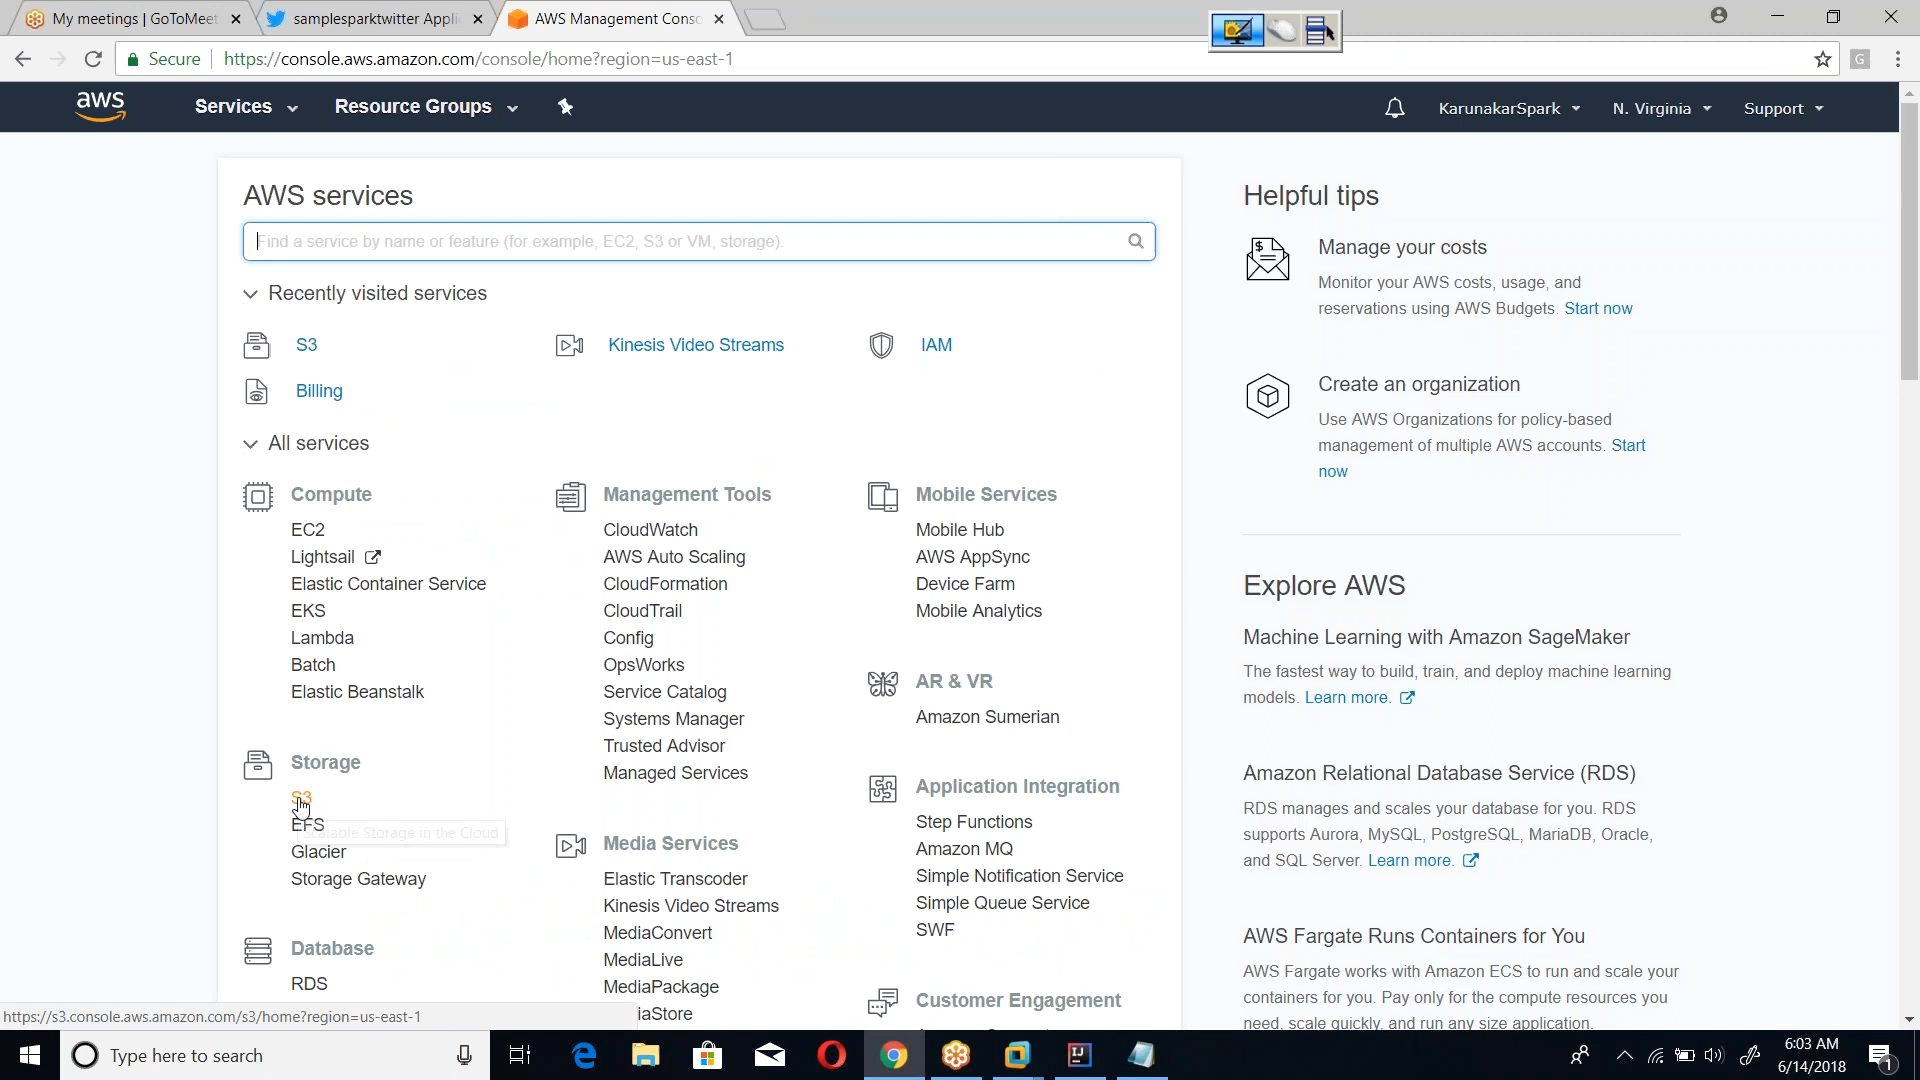 My meetings | GoToMeet
samplesparktwitter Appli
AWS Management Conso
Secure
https://console.aws.amazon.com/console/home?region=us-east-1
G
aws
Services
Resource Groups
KarunakarSpark
N. Virginia
Support
AWS services
Find a service by name or feature (for example, EC2, S3 or VM, storage).
Recently visited services
S3
Kinesis Video Streams
IAM
Billing
All services
Compute
EC2
Lightsail
Elastic Container Service
EKS
Lambda
Batch
Elastic Beanstalk
Storage
S3
EFS
Scalable Storage in the Cloud
Glacier
Storage Gateway
Database
RDS
Management Tools
CloudWatch
AWS Auto Scaling
CloudFormation
CloudTrail
Config
OpsWorks
Service Catalog
Systems Manager
Trusted Advisor
Managed Services
Media Services
Elastic Transcoder
Kinesis Video Streams
MediaConvert
MediaLive
MediaPackage
iaStore
Mobile Services
Mobile Hub
AWS AppSync
Device Farm
Mobile Analytics
AR & VR
Amazon Sumerian
Application Integration
Step Functions
Amazon MQ
Simple Notification Service
Simple Queue Service
SWF
Customer Engagement
Helpful tips
Manage your costs
Monitor your AWS costs, usage, and
reservations using AWS Budgets. Start now
Create an organization
Use AWS Organizations for policy-based
management of multiple AWS accounts. Start
now
Explore AWS
Machine Learning with Amazon SageMaker
The fastest way to build, train, and deploy machine learning
models. Learn more.
Amazon Relational Database Service (RDS)
RDS manages and scales your database for you. RDS
supports Aurora, MySQL, PostgreSQL, MariaDB, Oracle,
and SQL Server. Learn more.
AWS Fargate Runs Containers for You
AWS Fargate works with Amazon ECS to run and scale your
containers for you. Pay only for the compute resources you
need, scale quickly, and run any size application.
https://s3.console.aws.amazon.com/s3/home?region=us-east-1
Type here to search
6:03 AM
6/14/2018
1